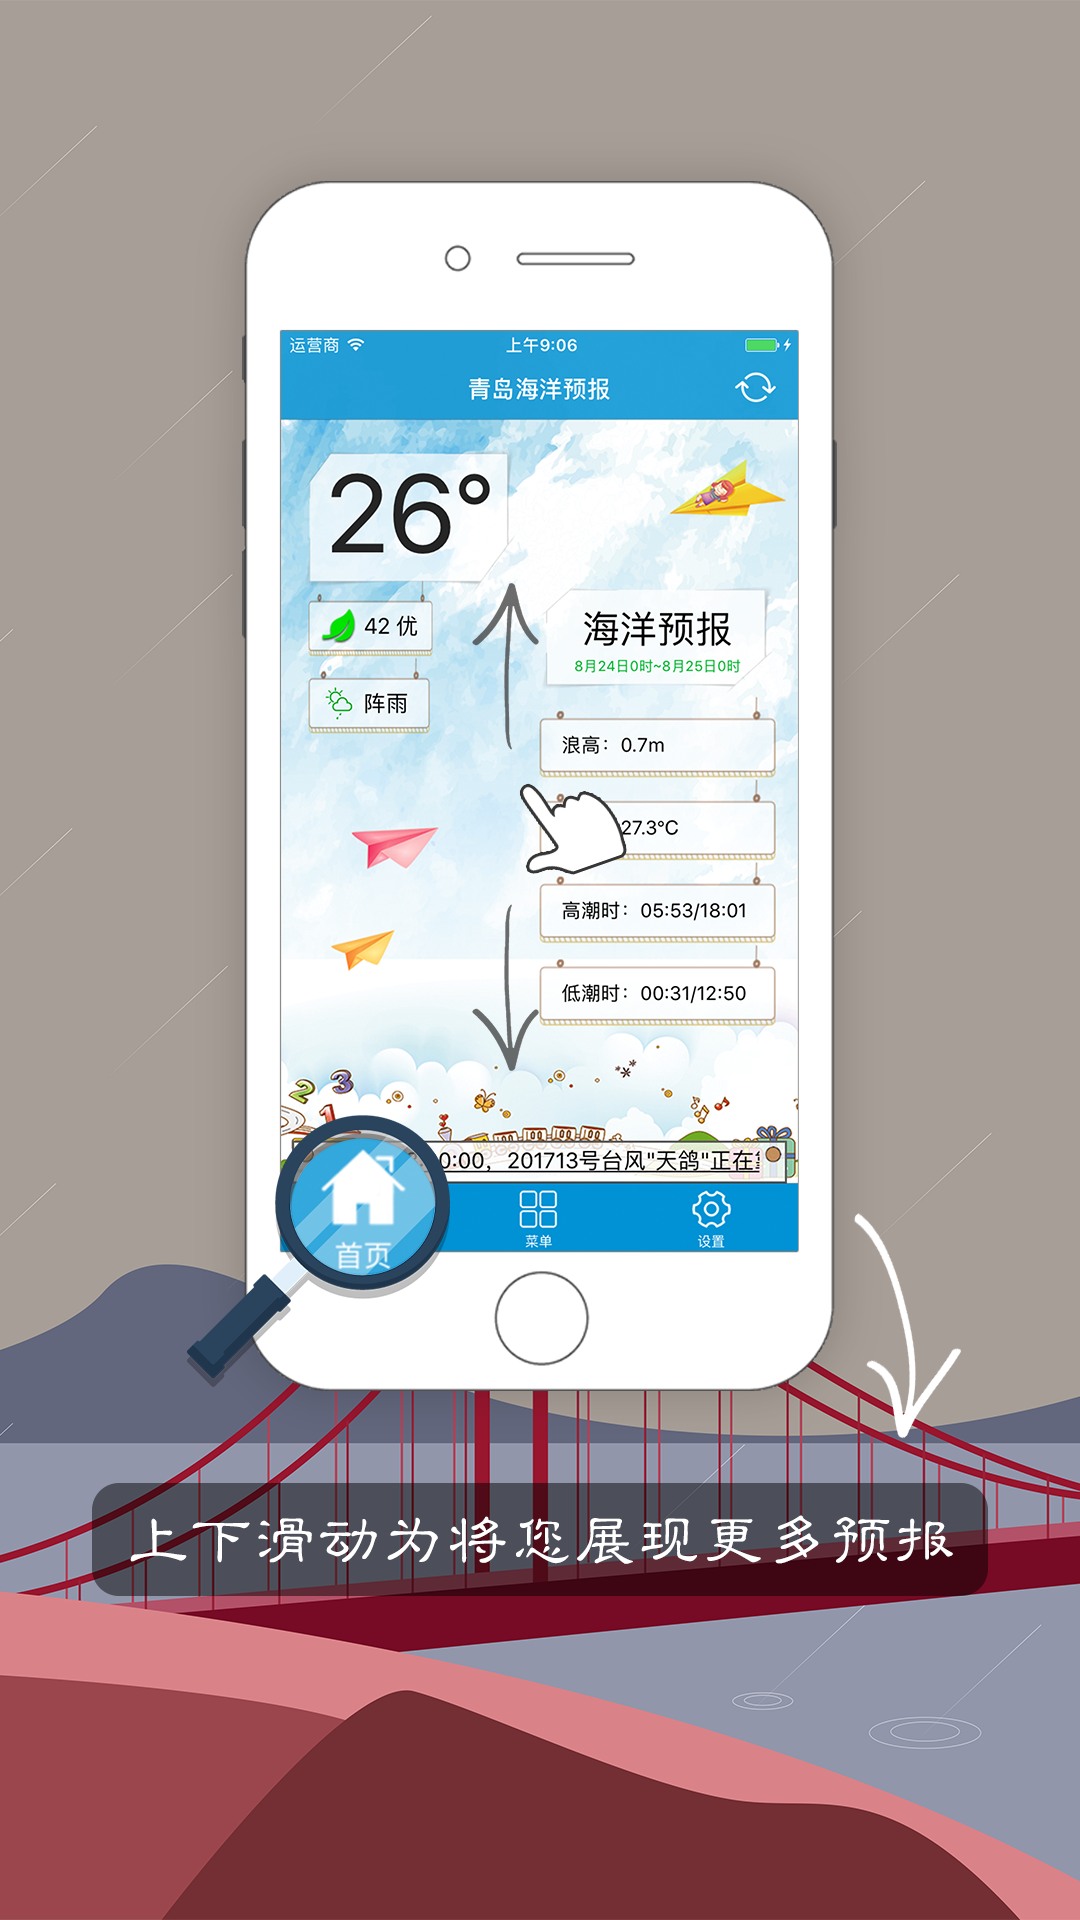 运营商
上午9:06
青岛海洋预报
26°
42 优
阵雨
海洋预报
8月24日0时~8月25日0时
浪高：0.7m
27.3°C
高潮时：05:53/18:01
低潮时：00:31/12:50
2
3
1
0:00，201713号台风"天鸽"正在
首页
菜单
设置
上下滑动为将您展现更多预报